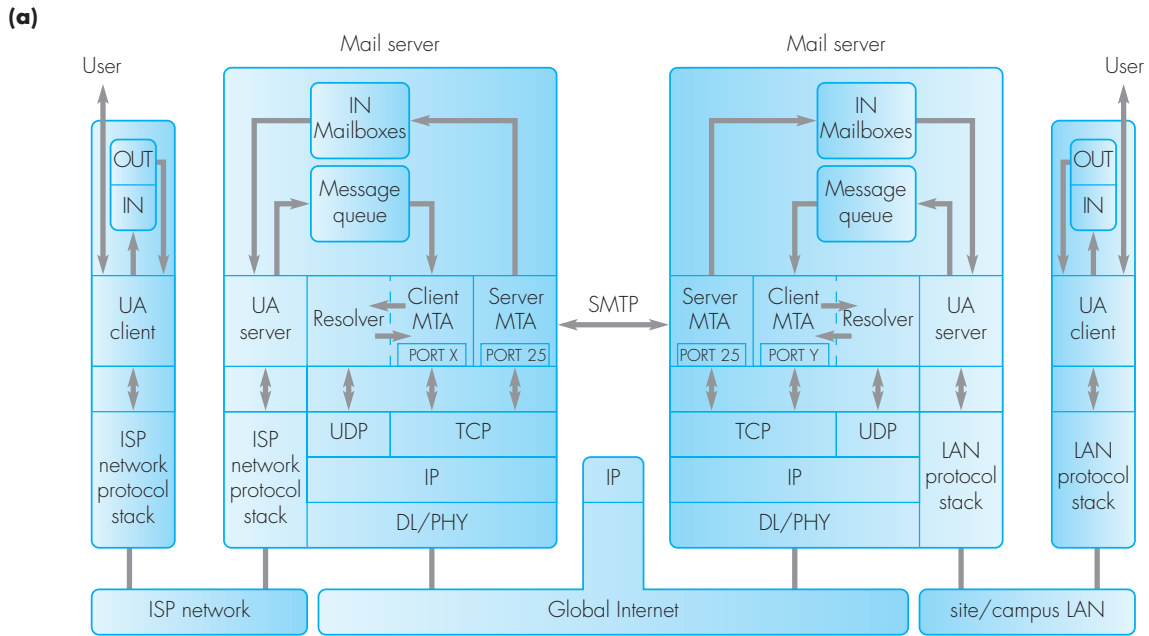 (a)
Mail server
Mail server
User
User
IN
Mailboxes
IN
Mailboxes
OUT
IN
Message
queue
Message
queue
OUT
IN
UA
client
UA
server
Resolver
Client
MTA
PORT X
Server
MTA
PORT 25
SMTP
Server
MTA
PORT 25
Client
MTA
PORT Y
Resolver
UA
server
UA
client
ISP
network
protocol
stack
ISP
network
protocol
stack
UDP
TCP
IP
DL/PHY
IP
TCP
UDP
IP
DL/PHY
LAN
protocol
stack
LAN
protocol
stack
ISP network
Global Internet
site/campus LAN